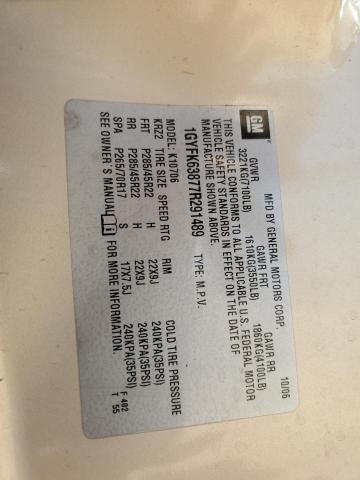 GM
MFD BY GENERAL MOTORS CORP.
10/06
GVWR GAWR FRT GAWR RR
3221KG(7100LB) 1610KG(3550LB) 1860KG(4100LB)
THIS VEHICLE CONFORMS TO ALL APPLICABLE U.S. FEDERAL MOTOR
VEHICLE SAFETY STANDARDS IN EFFECT ON THE DATE OF
MANUFACTURE SHOWN ABOVE.
1GYFK63877R291489 TYPE: M.P.V.
MODEL: K10706
KRZ2 TIRE SIZE SPEED RTG RIM COLD TIRE PRESSURE
FRT P285/45R22 H 22X9J 240KPA(35PSI)
RR P285/45R22 H 22X9J 240KPA(35PSI)
SPA P265/70R17 S 17X7.5J 240KPA(35PSI)
SEE OWNER'S MANUAL FOR MORE INFORMATION.
F 402
T 55